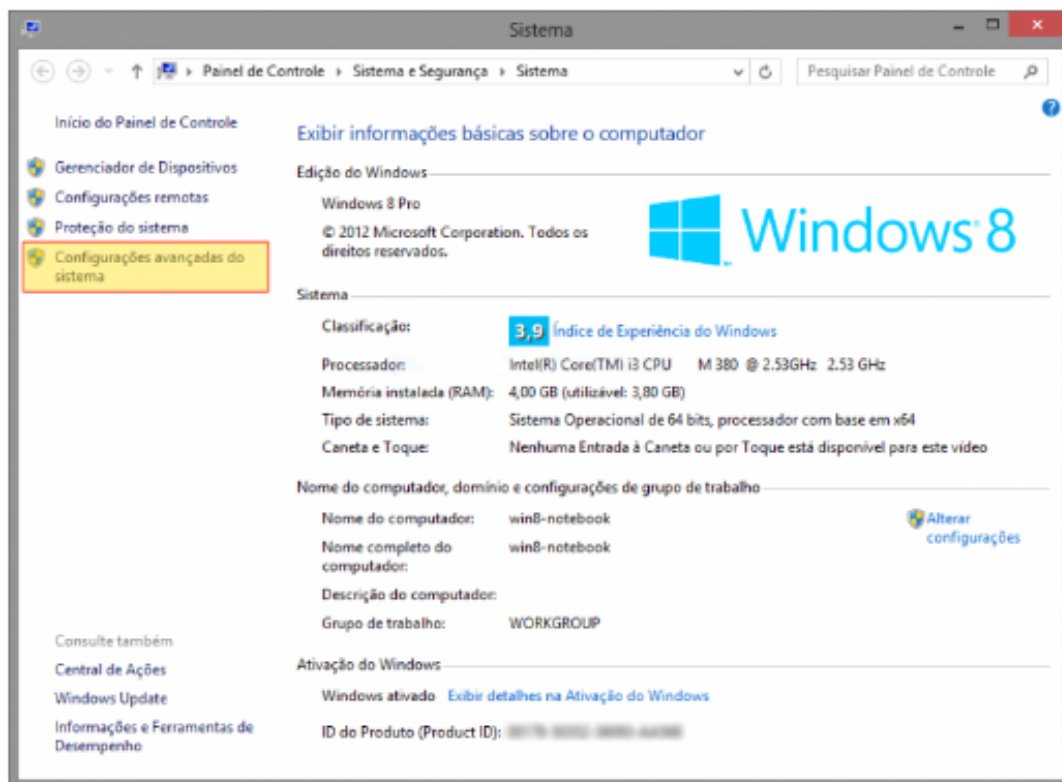 Sistema
Painel de Controle
Sistema e Segurança
Sistema
Pesquisar Painel de Controle
Início do Painel de Controle
Gerenciador de Dispositivos
Configurações remotas
Proteção do sistema
Configurações avançadas do
sistema
Consulte também
Central de Ações
Windows Update
Informações e Ferramentas de
Desempenho
Exibir informações básicas sobre o computador
Edição do Windows
Windows 8 Pro
© 2012 Microsoft Corporation. Todos os
direitos reservados.
Windows 8
Sistema
Classificação: 3,9 Índice de Experiência do Windows
Processador: Intel(R) Core(TM) i3 CPU M 380 @ 2.53GHz 2.53 GHz
Memória instalada (RAM): 4,00 GB (utilizável: 3,80 GB)
Tipo de sistema: Sistema Operacional de 64 bits, processador com base em x64
Caneta e Toque: Nenhuma Entrada à Caneta ou por Toque está disponível para este vídeo
Nome do computador, domínio e configurações de grupo de trabalho
Nome do computador: win8-notebook
Nome completo do
computador: win8-notebook
Descrição do computador:
Grupo de trabalho: WORKGROUP
Alterar
configurações
Ativação do Windows
Windows ativado Exibir detalhes na Ativação do Windows
ID do Produto (Product ID):